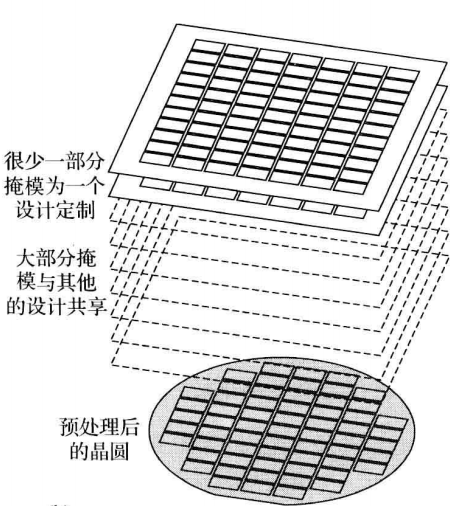 很少一部分
掩模为一个
设计定制
大部分掩
模与其他
的设计共享
预处理后
的晶圆